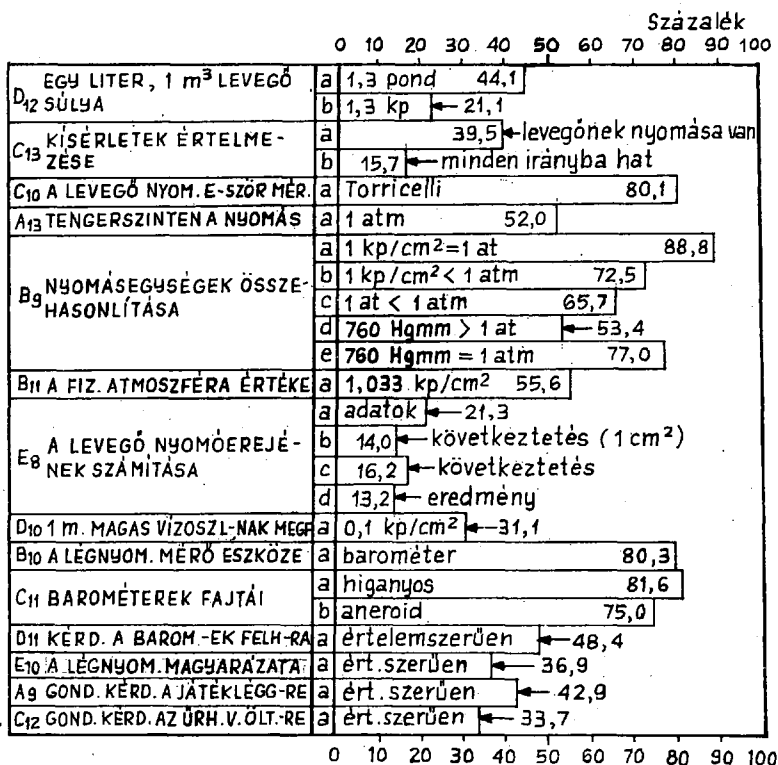 Százalék
0 10 20 30 40 50 60 70 80 90 100
D12 EGY LITER, 1 m³ LEVEGŐ SÚLYA
a 1,3 pond 44,1
b 1,3 kp 21,1
C13 KÍSÉRLETEK ÉRTELME-
ZÉSE
a 39,5 levegőnek nyomása van
b 15,7 minden irányba hat
C10 A LEVEGŐ NYOM. E-SZÖR MÉR. a Torricelli 80,1
A13 TENGERSZINTEN A NYOMÁS a 1 atm 52,0
B9 NYOMÁSEGYSÉGEK ÖSSZE-
HASONLÍTÁSA
a 1 kp/cm²=1 at 88,8
b 1 kp/cm² < 1 atm 72,5
c 1 at < 1 atm 65,7
d 760 Hgmm > 1 at 53,4
e 760 Hgmm = 1 atm 77,0
B11 A FIZ. ATMOSZFÉRA ÉRTÉKE a 1,033 kp/cm² 55,6
E8 A LEVEGŐ NYOMÓEREJÉ-
NEK SZÁMÍTÁSA
a adatok 21,3
b 14,0 következtetés (1 cm²)
c 16,2 következtetés
d 13,2 eredmény
D10 1 m. MAGAS VÍZOSZL-NAK MEGF a 0,1 kp/cm² 31,1
B10 A LÉGNYOM. MÉRŐ ESZKÖZE a barométer 80,3
C11 BAROMÉTEREK FAJTÁI
a higanyos 81,6
b aneroid 75,0
D11 KÉRD. A BAROM.-EK FELH-RA a értelemszerűen 48,4
E10 A LÉGNYOM. MAGYARÁZATA a ért.szerűen 36,9
A9 GOND. KÉRD. A JÁTÉKLÉGG-RE a ért.szerűen 42,9
C12 GOND. KÉRD. AZ ŰRH. V. ÖLT.-RE a ért.szerűen 33,7
0 10 20 30 40 50 60 70 80 90 100